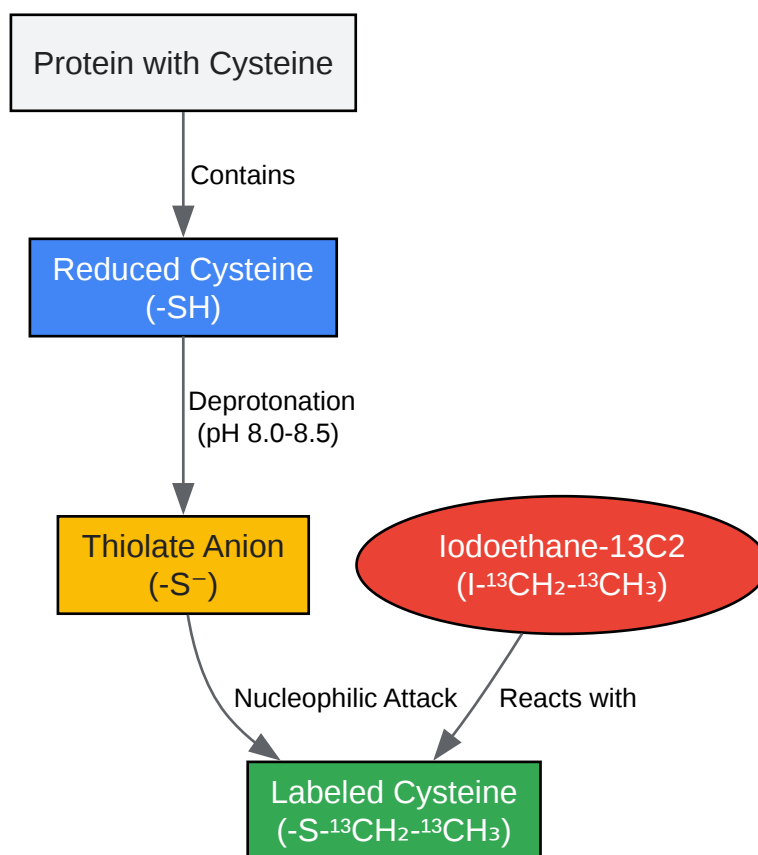 Protein with Cysteine
Contains
Reduced Cysteine
(-SH)
Deprotonation
(pH 8.0-8.5)
Thiolate Anion
(-S⁻)
Iodoethane-13C2
(I-¹³CH₂-¹³CH₃)
Nucleophilic Attack
Reacts with
Labeled Cysteine
(-S-¹³CH₂-¹³CH₃)